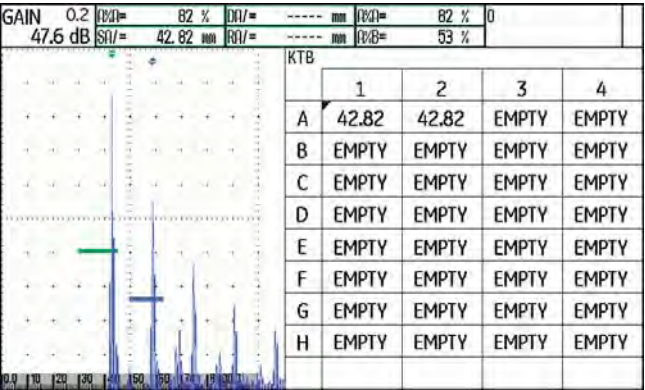 GAIN 0.2 A%A= 82 % DA/= ----- mm A%A= 82 % 0
47.6 dB SA/= 42.82 mm RA/= ----- mm A%B= 53 %
KTB
1 2 3 4
A 42.82 42.82 EMPTY EMPTY
B EMPTY EMPTY EMPTY EMPTY
C EMPTY EMPTY EMPTY EMPTY
D EMPTY EMPTY EMPTY EMPTY
E EMPTY EMPTY EMPTY EMPTY
F EMPTY EMPTY EMPTY EMPTY
G EMPTY EMPTY EMPTY EMPTY
H EMPTY EMPTY EMPTY EMPTY
0.0 10 20 30